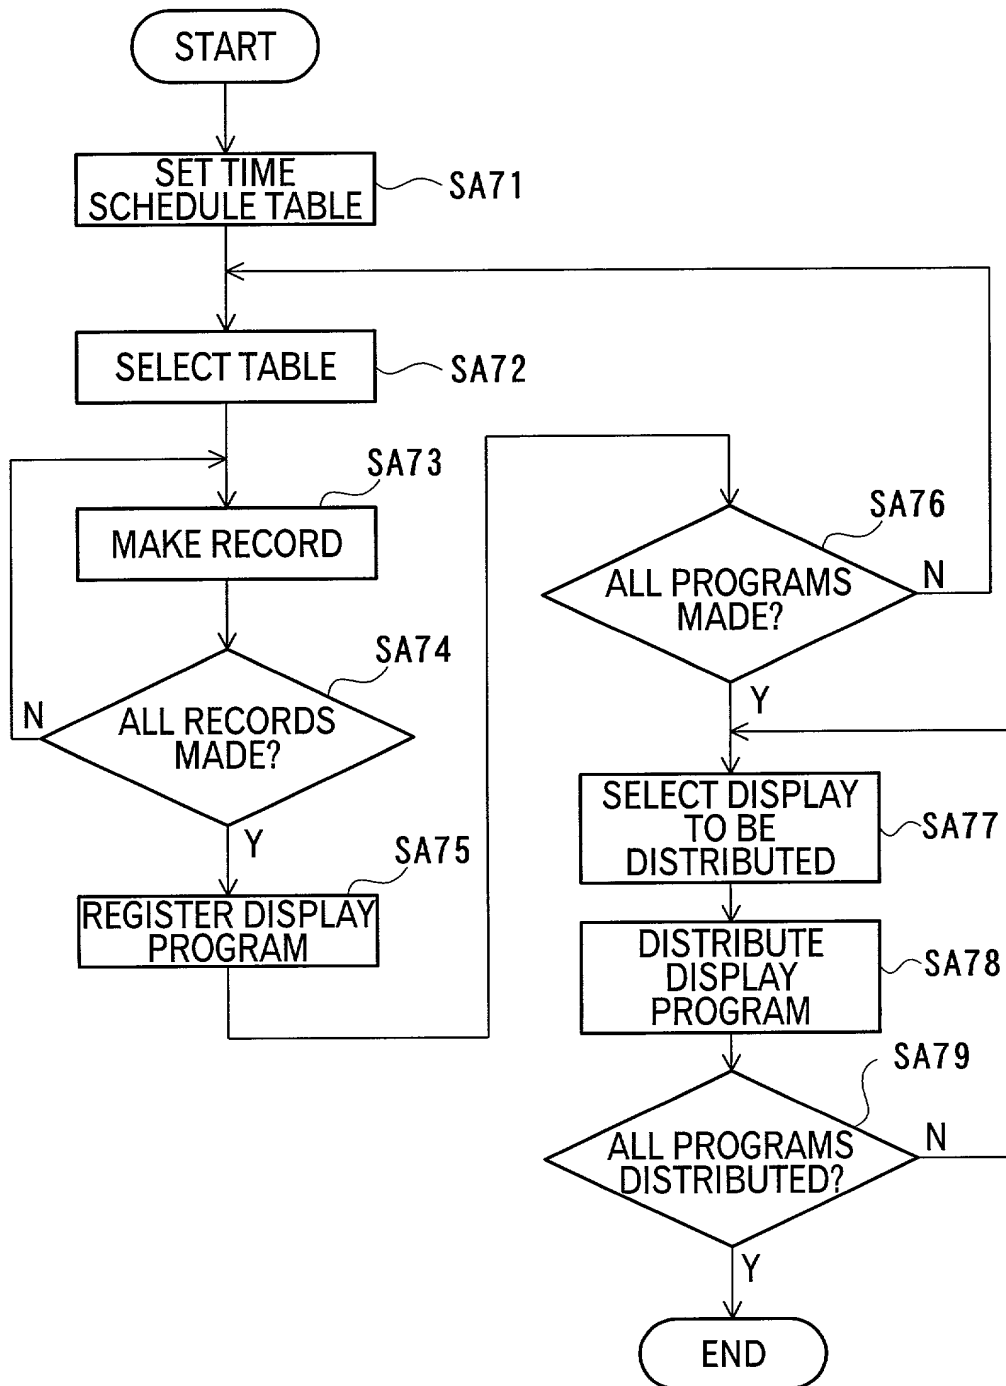 START
SET TIME
SCHEDULE TABLE
SA71
SELECT TABLE
SA72
SA73
MAKE RECORD
SA74
N
ALL RECORDS
MADE?
Y
SA75
REGISTER DISPLAY
PROGRAM
SA76
ALL PROGRAMS
MADE?
N
Y
SELECT DISPLAY
TO BE
DISTRIBUTED
SA77
DISTRIBUTE
DISPLAY
PROGRAM
SA78
SA79
ALL PROGRAMS
DISTRIBUTED?
N
Y
END